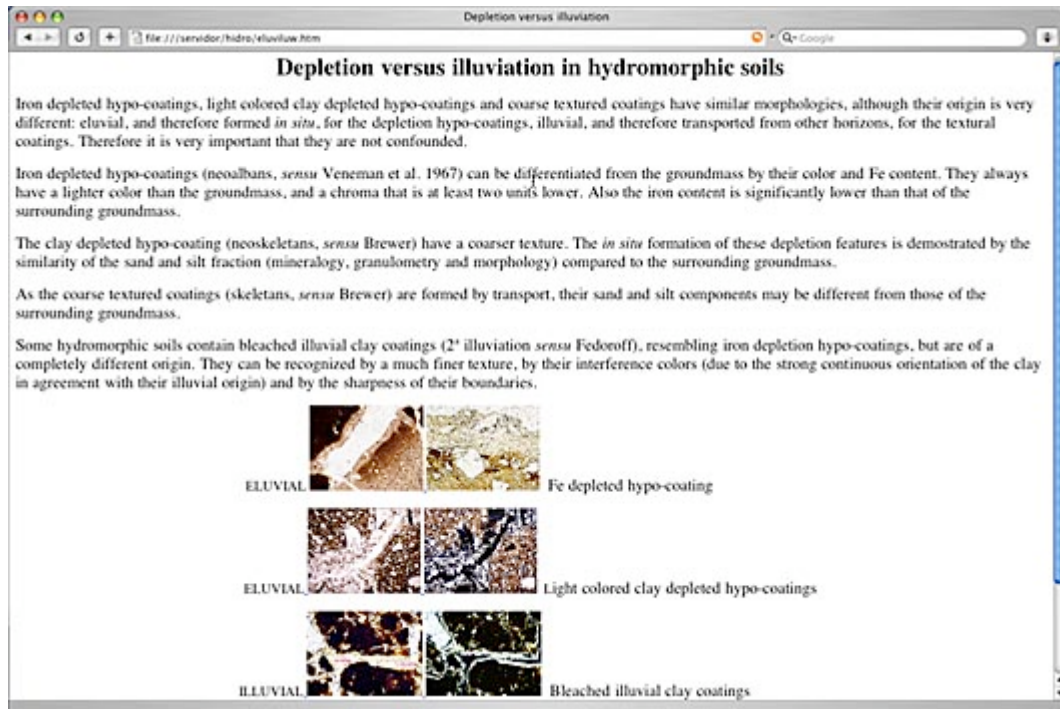 Depletion versus illuviation
file:///servidor/hidro/eluviluw.htm
Google
Depletion versus illuviation in hydromorphic soils
Iron depleted hypo-coatings, light colored clay depleted hypo-coatings and coarse textured coatings have similar morphologies, although their origin is very
different: eluvial, and therefore formed in situ, for the depletion hypo-coatings, illuvial, and therefore transported from other horizons, for the textural
coatings. Therefore it is very important that they are not confounded.
Iron depleted hypo-coatings (neoalbans, sensu Veneman et al. 1967) can be differentiated from the groundmass by their color and Fe content. They always
have a lighter color than the groundmass, and a chroma that is at least two units lower. Also the iron content is significantly lower than that of the
surrounding groundmass.
The clay depleted hypo-coating (neoskeletans, sensu Brewer) have a coarser texture. The in situ formation of these depletion features is demostrated by the
similarity of the sand and silt fraction (mineralogy, granulometry and morphology) compared to the surrounding groundmass.
As the coarse textured coatings (skeletans, sensu Brewer) are formed by transport, their sand and silt components may be different from those of the
surrounding groundmass.
Some hydromorphic soils contain bleached illuvial clay coatings (2ª illuviation sensu Fedoroff), resembling iron depletion hypo-coatings, but are of a
completely different origin. They can be recognized by a much finer texture, by their interference colors (due to the strong continuous orientation of the clay
in agreement with their illuvial origin) and by the sharpness of their boundaries.
ELUVIAL Fe depleted hypo-coating
ELUVIAL Light colored clay depleted hypo-coatings
ILLUVIAL Bleached illuvial clay coatings